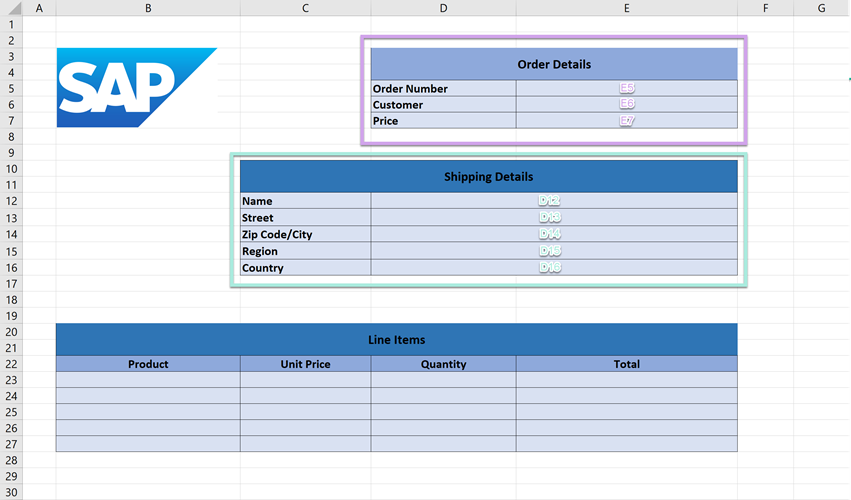 A B C D E F G
1
2
3
SAP
Order Details
4
5 Order Number E5
6 Customer E6
7 Price E7
8
9
10
Shipping Details
11
12 Name D12
13 Street D13
14 Zip Code/City D14
15 Region D15
16 Country D16
17
18
19
20
Line Items
21
22 Product Unit Price Quantity Total
23
24
25
26
27
28
29
30